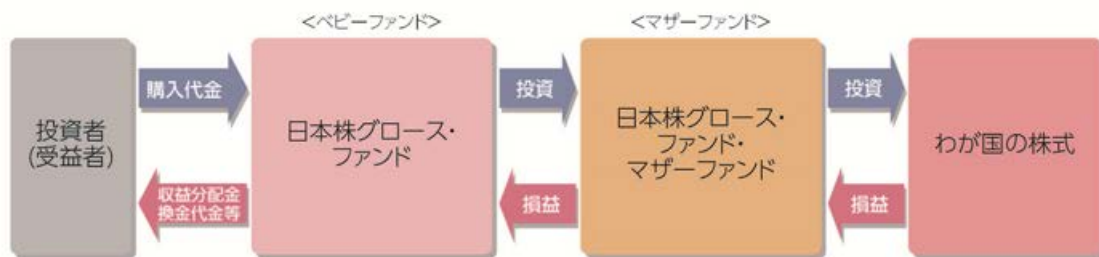 <ベビーファンド>
<マザーファンド>
投資者
(受益者)
購入代金
収益分配金
換金代金等
日本株グロース・
ファンド
投資
損益
日本株グロース・
ファンド・
マザーファンド
投資
損益
わが国の株式